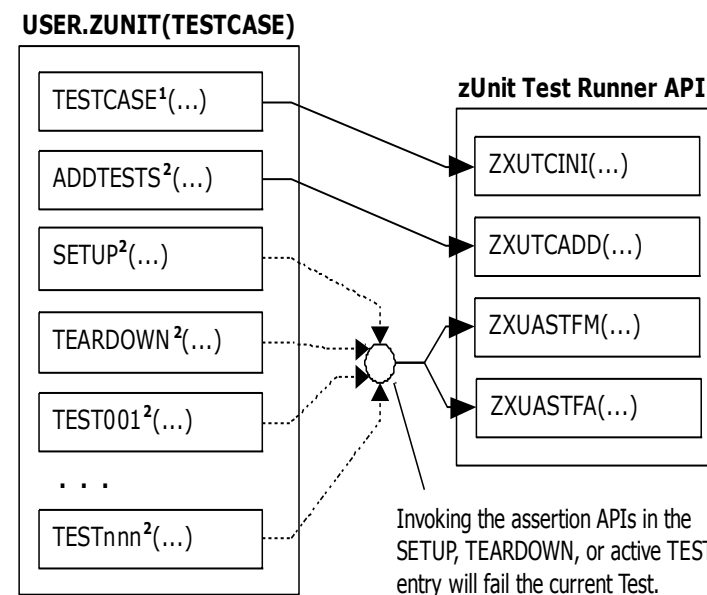 USER.ZUNIT(TESTCASE)
TESTCASE¹(...)
ADDTESTS²(...)
SETUP²(...)
TEARDOWN²(...)
TEST001²(...)
. . .
TESTnnn²(...)
zUnit Test Runner API
ZXUTCINI(...)
ZXUTCADD(...)
ZXUASTFM(...)
ZXUASTFA(...)
Invoking the assertion APIs in the
SETUP, TEARDOWN, or active TEST
entry will fail the current Test.